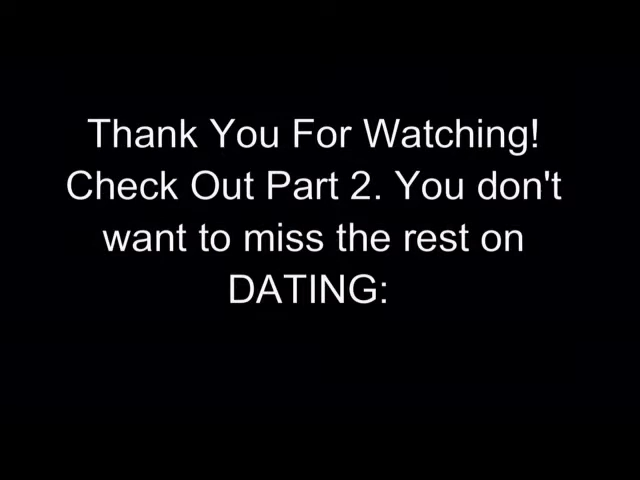 Thank You For Watching!
Check Out Part 2. You don't
want to miss the rest on
DATING: